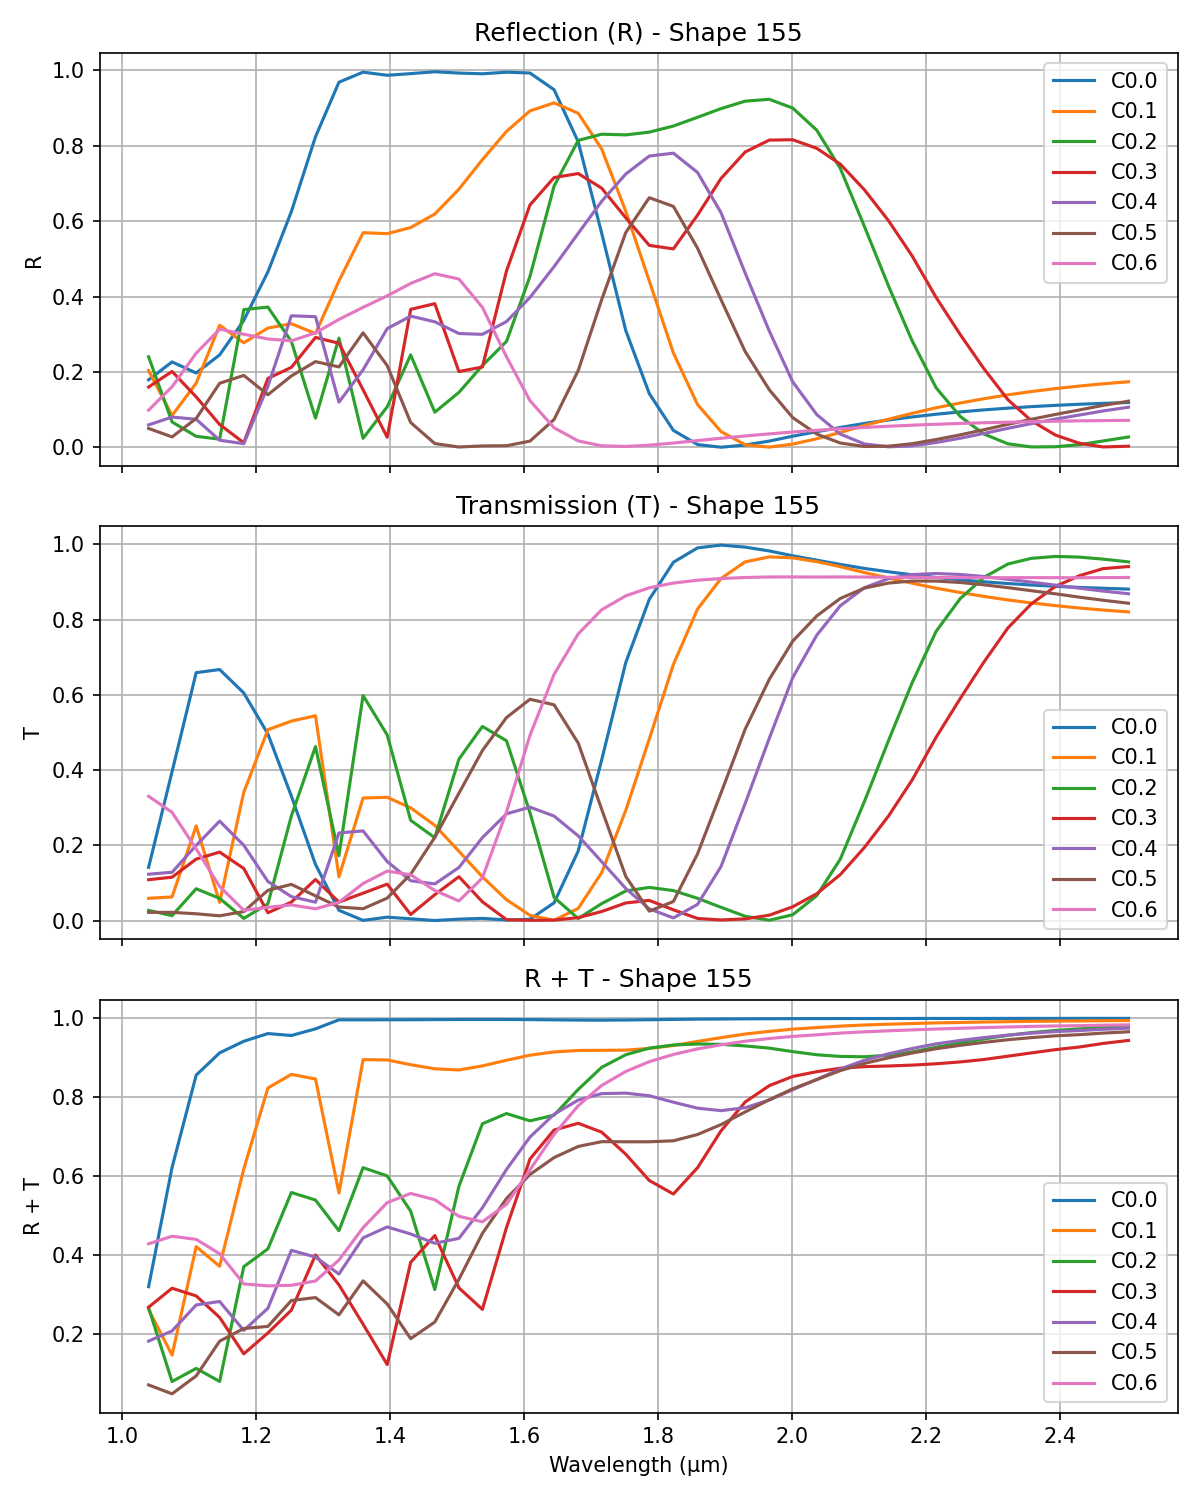 Reflection (R) - Shape 155
1.0
0.8
0.6
0.4
0.2
0.0
R
C0.0
C0.1
C0.2
C0.3
C0.4
C0.5
C0.6
Transmission (T) - Shape 155
1.0
0.8
0.6
0.4
0.2
0.0
T
C0.0
C0.1
C0.2
C0.3
C0.4
C0.5
C0.6
R + T - Shape 155
1.0
0.8
0.6
0.4
0.2
R + T
C0.0
C0.1
C0.2
C0.3
C0.4
C0.5
C0.6
1.0 1.2 1.4 1.6 1.8 2.0 2.2 2.4
Wavelength (μm)